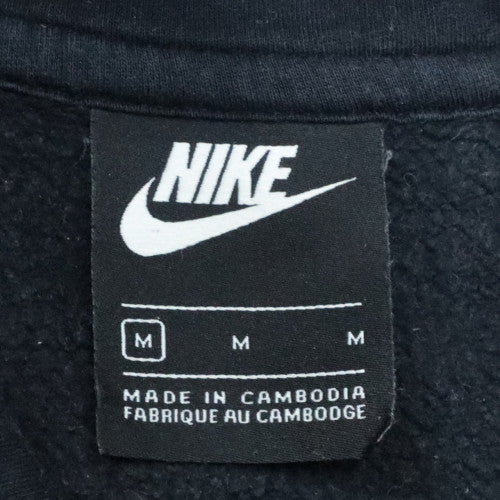 NIKE
M M M
MADE IN CAMBODIA
FABRIQUE AU CAMBODGE